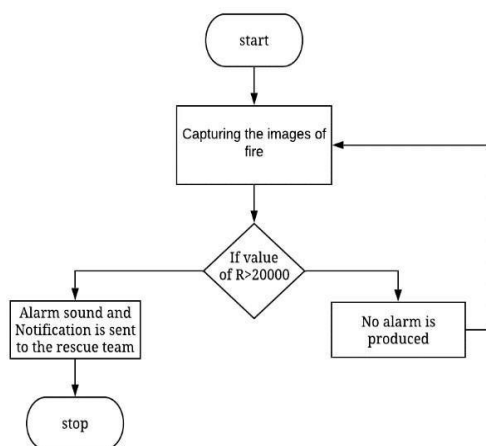 start
Capturing the images of
fire
If value
of R>20000
Alarm sound and
Notification is sent
to the rescue team
No alarm is
produced
stop